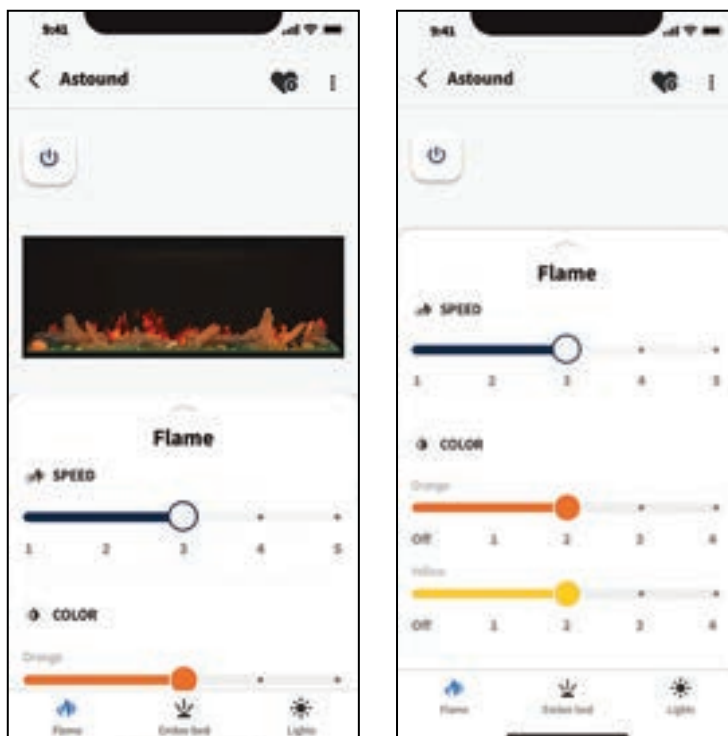 9:41
Astound
Flame
SPEED
1 2 3 4 5
COLOR
Orange
Flame Ember bed Lights
9:41
Astound
Flame
SPEED
1 2 3 4 5
COLOR
Orange
Off 1 2 3 4
Yellow
Off 1 2 3 4
Flame Ember bed Lights